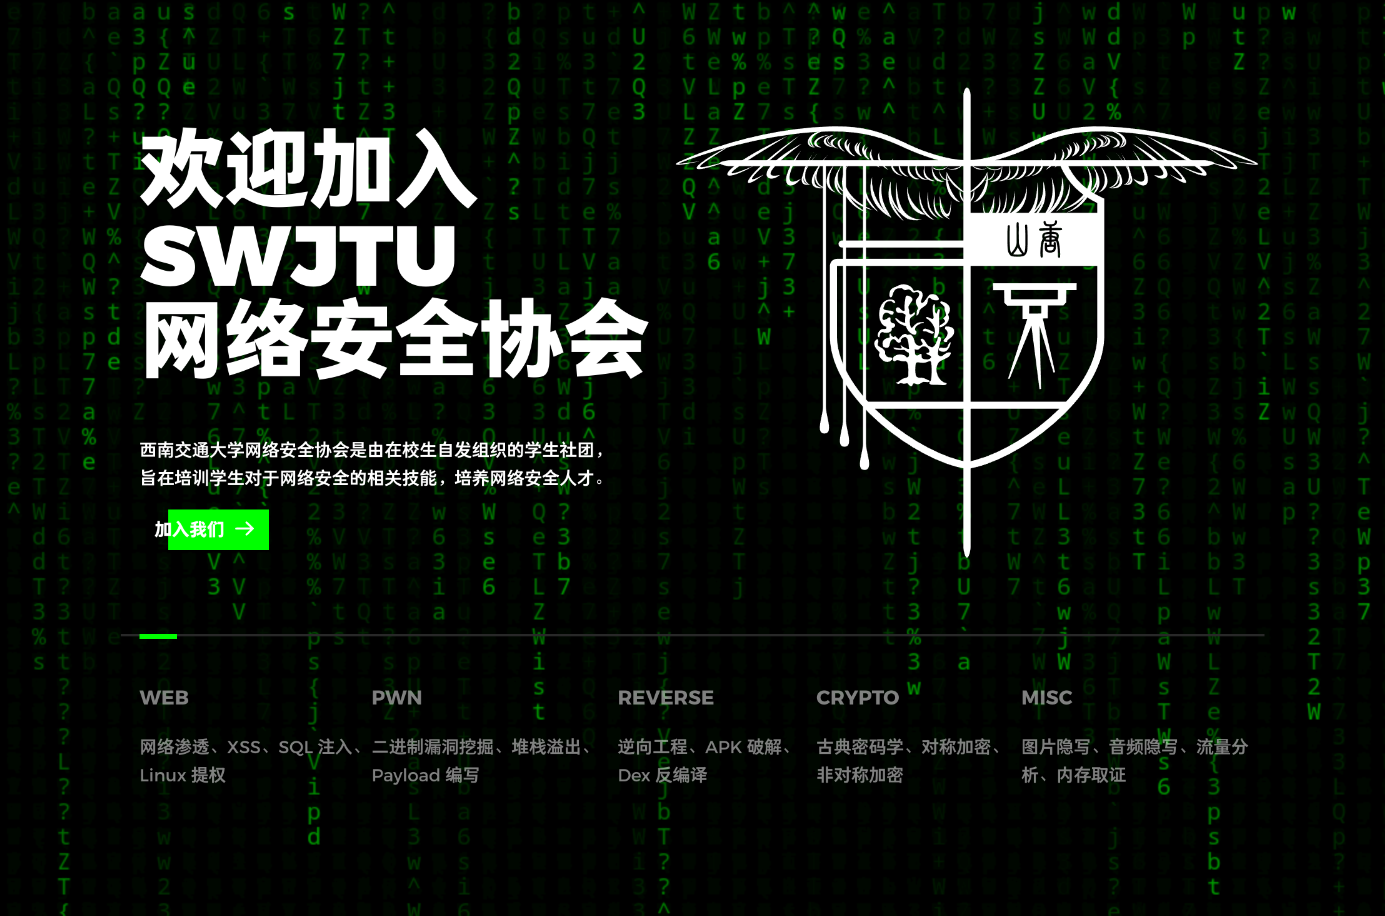 欢迎加入
SWJTU
网络安全协会
山 唐
西南交通大学网络安全协会是由在校生自发组织的学生社团，
旨在培训学生对于网络安全的相关技能，培养网络安全人才。
加入我们 →
WEB
网络渗透、XSS、SQL 注入、
Linux 提权
PWN
二进制漏洞挖掘、堆栈溢出、
Payload 编写
REVERSE
逆向工程、APK 破解、
Dex 反编译
CRYPTO
古典密码学、对称加密、
非对称加密
MISC
图片隐写、音频隐写、流量分
析、内存取证